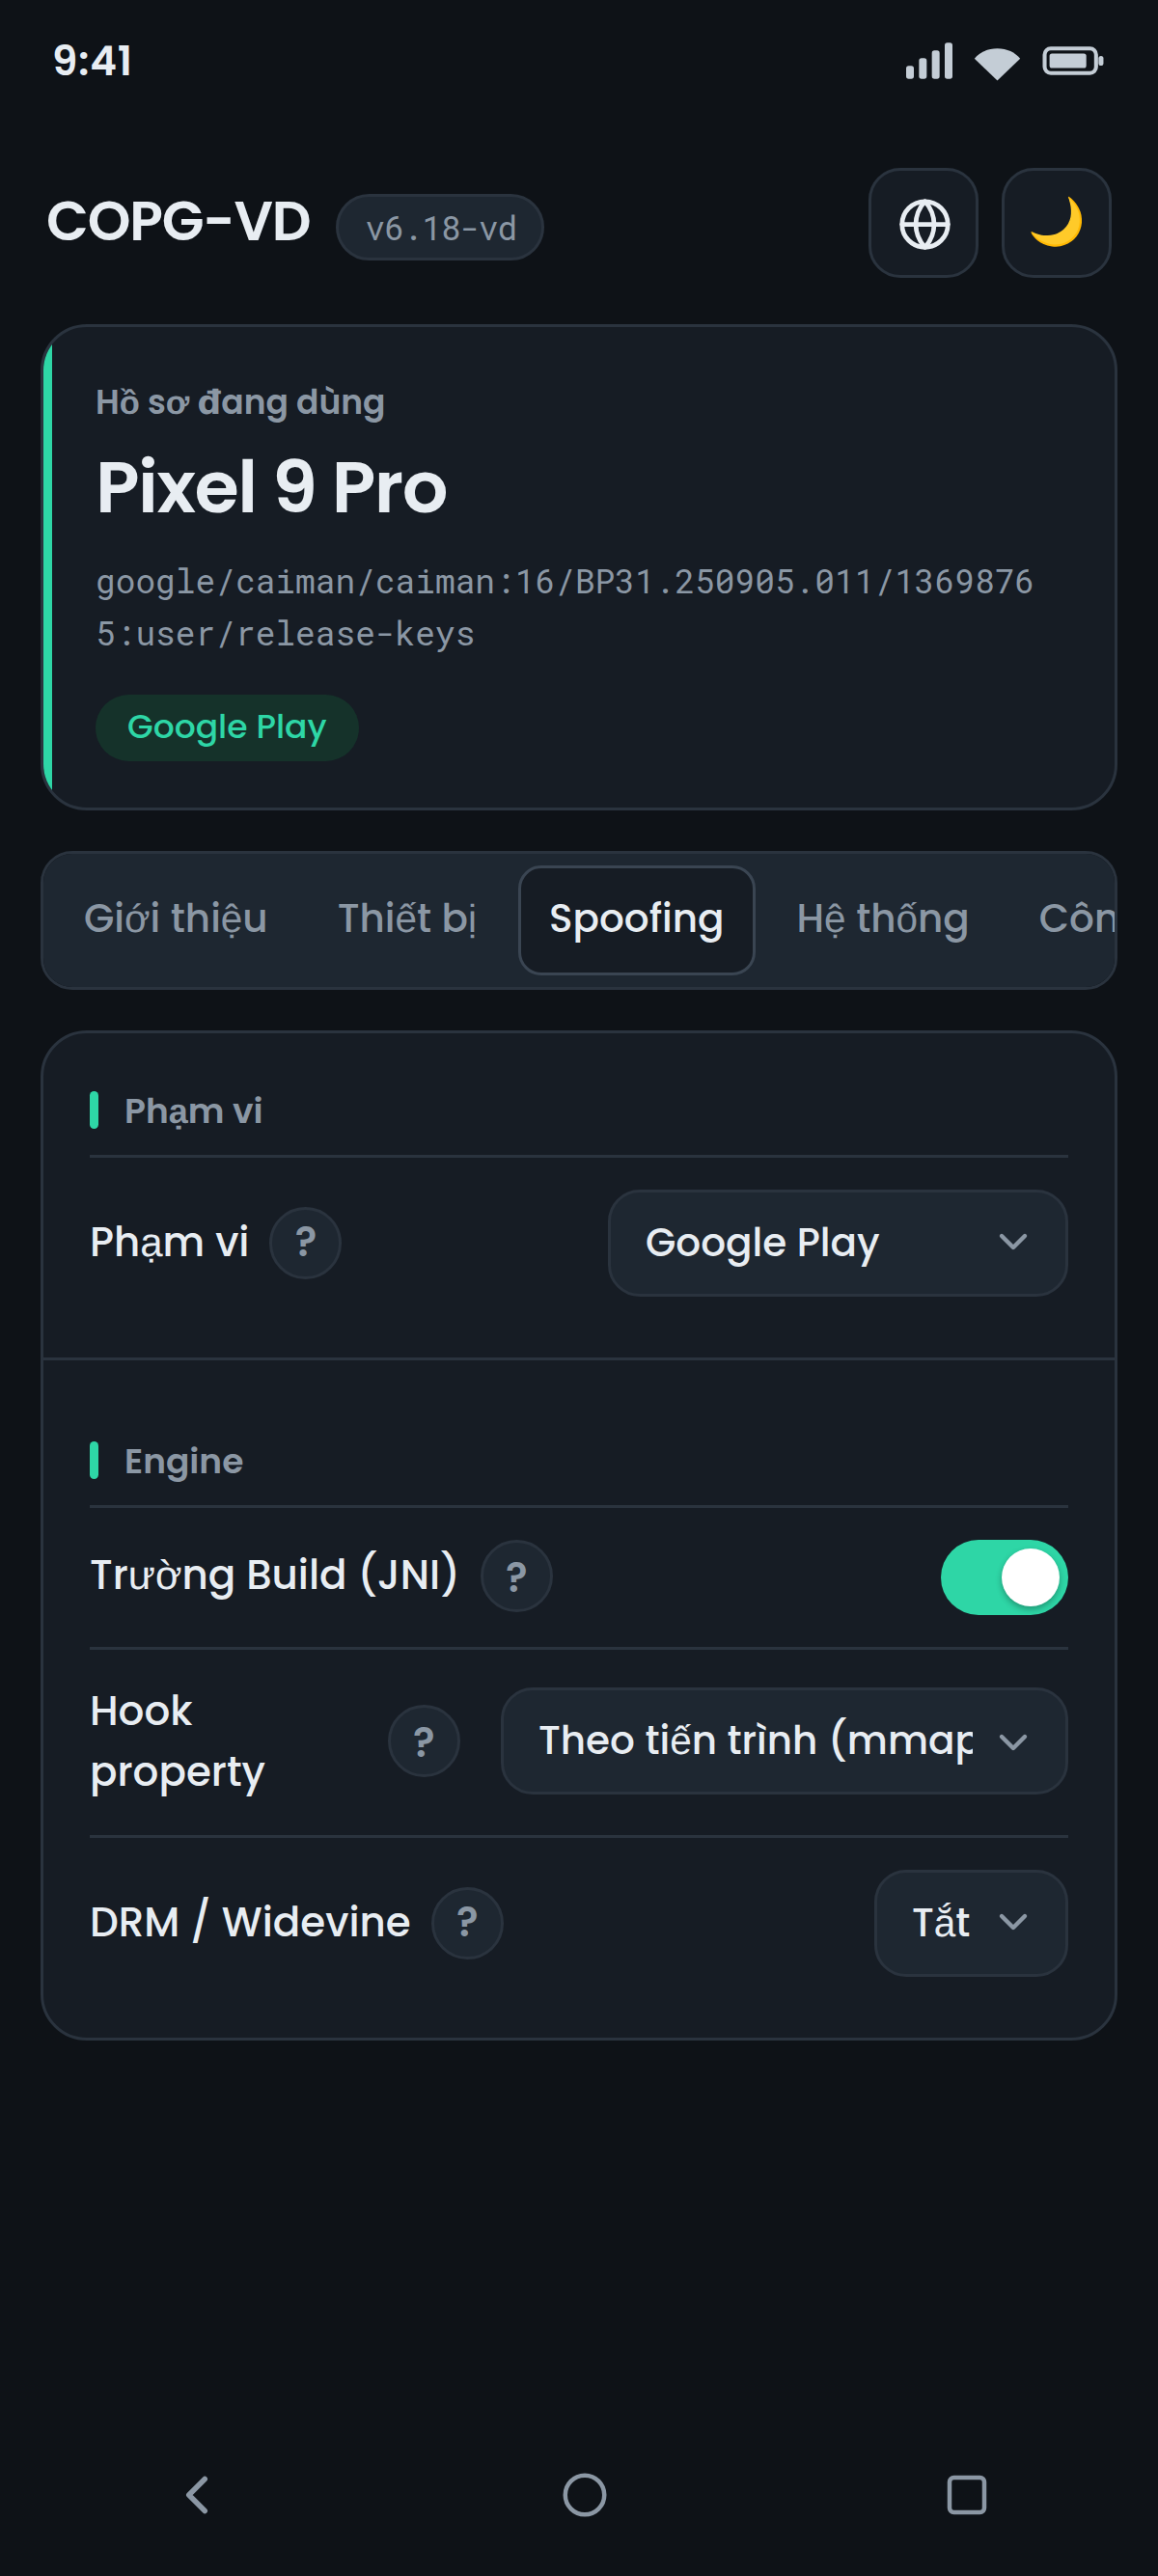 9:41
COPG-VD v6.18-vd
Hồ sơ đang dùng
Pixel 9 Pro
google/caiman/caiman:16/BP31.250905.011/1369876
5:user/release-keys
Google Play
Giới thiệu Thiết bị Spoofing Hệ thống Côn
Phạm vi
Phạm vi ? Google Play
Engine
Trường Build (JNI) ?
Hook
property ? Theo tiến trình (mmap
DRM / Widevine ? Tắt